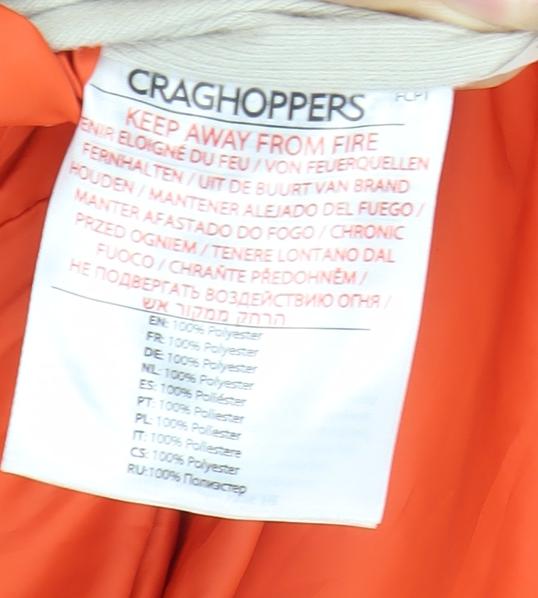 CRAGHOPPERS
FCPT
KEEP AWAY FROM FIRE
TENIR ELOIGNÉ DU FEU / VON FEUERQUELLEN
FERNHALTEN / UIT DE BUURT VAN BRAND
HOUDEN / MANTENER ALEJADO DEL FUEGO /
MANTER AFASTADO DO FOGO / CHRONIC
PRZED OGNIEM / TENERE LONTANO DAL
FUOCO / CHRAŇTE PŘEDOHNĚM /
НЕ ПОДВЕРГАТЬ ВОЗДЕЙСТВИЮ ОГНЯ /
הרחק ממקור אש
EN: 100% Polyester
FR: 100% Polyester
DE: 100% Polyester
NL: 100% Polyester
ES: 100% Poliéster
PT: 100% Poliester
PL: 100% Poliester
IT: 100% Poliestere
CS: 100% Polyester
RU:100% Полиэстер